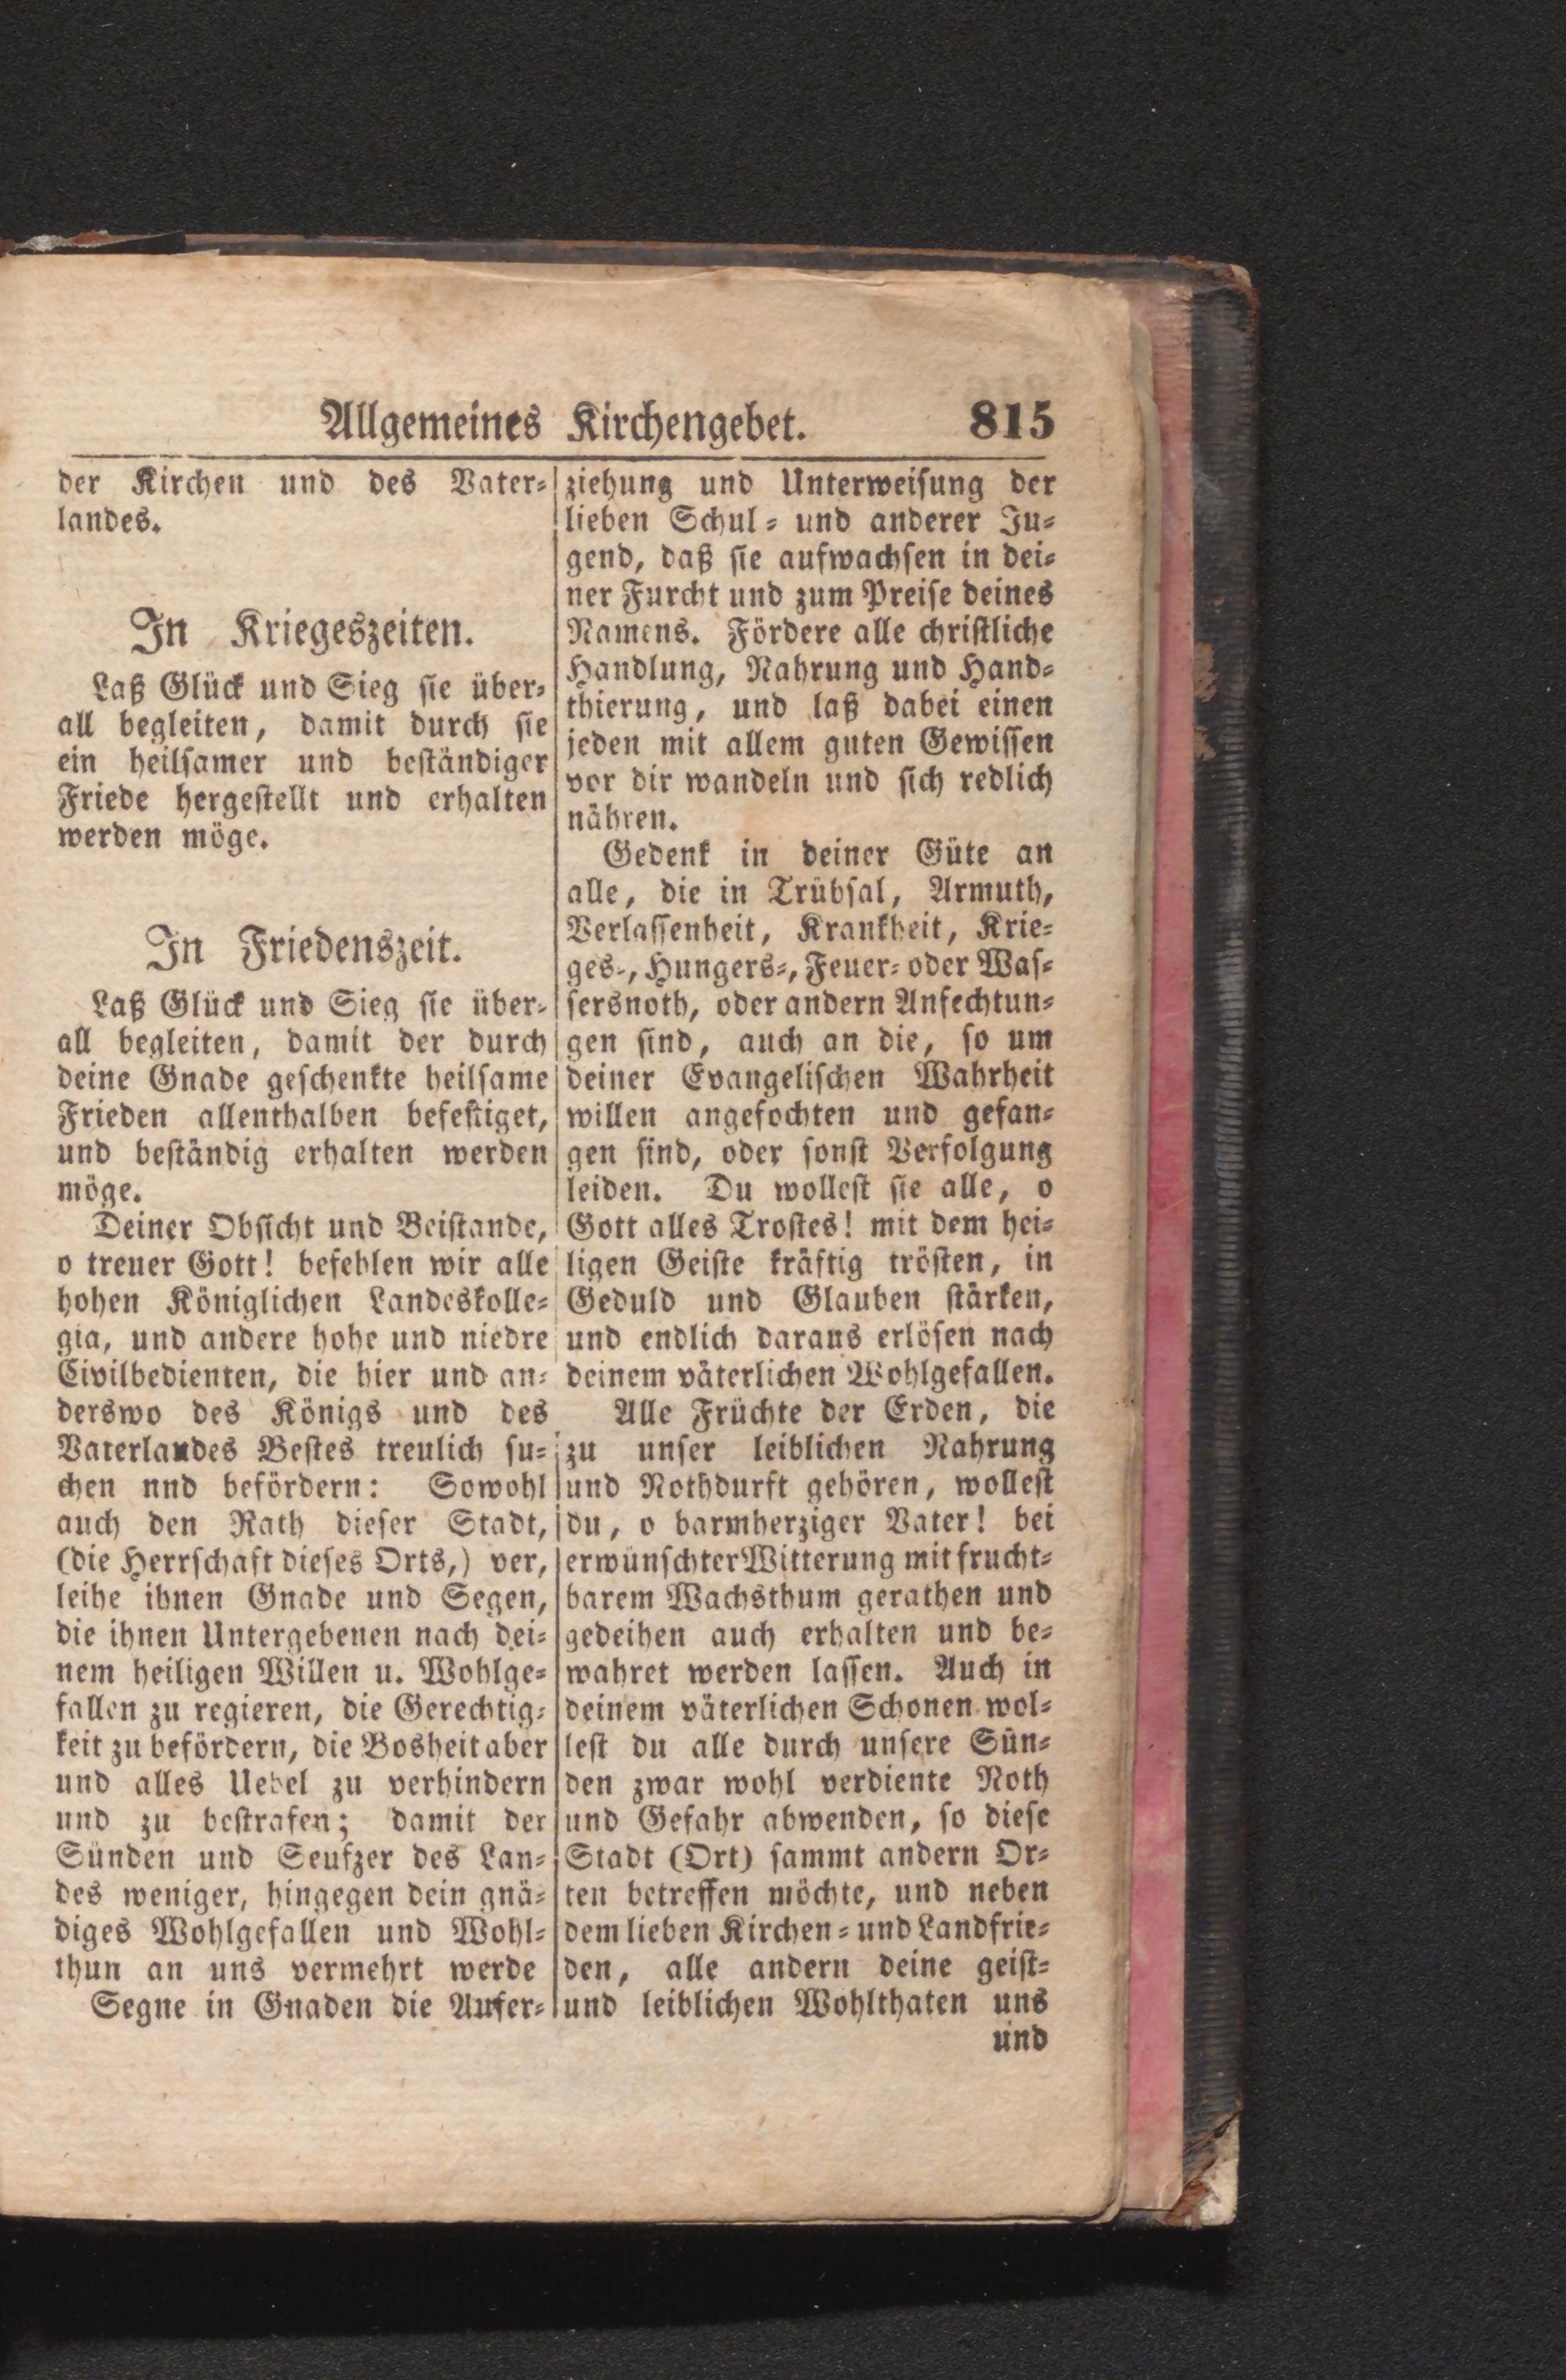 Allgemeines Kirchengebet. 815
der Kirchen und des Vater-
landes.
In Kriegeszeiten.
Laß Glück und Sieg sie über-
all begleiten, damit durch sie
ein heilsamer und beständiger
Friede hergestellt und erhalten
werden möge.
In Friedenszeit.
Laß Glück und Sieg sie über-
all begleiten, damit der durch
deine Gnade geschenkte heilsame
Frieden allenthalben befestiget,
und beständig erhalten werden
möge.
Deiner Obsicht und Beistande,
o treuer Gott! befehlen wir alle
hohen Königlichen Landeskolle-
gia, und andere hohe und niedre
Civilbedienten, die hier und an-
derswo des Königs und des
Vaterlandes Bestes treulich su-
chen nnd befördern: Sowohl
auch den Rath dieser Stadt,
(die Herrschaft dieses Orts,) ver,
leihe ihnen Gnade und Segen,
die ihnen Untergebenen nach dei-
nem heiligen Willen u. Wohlge-
fallen zu regieren, die Gerechtig-
keit zu befördern, die Bosheit aber
und alles Uebel zu verhindern
und zu bestrafen; damit der
Sünden und Seufzer des Lan-
des weniger, hingegen dein gnä-
diges Wohlgefallen und Wohl-
thun an uns vermehrt werde
Segne in Gnaden die Aufer-
ziehung und Unterweisung der
lieben Schul- und anderer Ju-
gend, daß sie aufwachsen in dei-
ner Furcht und zum Preise deines
Namens. Fördere alle christliche
Handlung, Nahrung und Hand-
thierung, und laß dabei einen
jeden mit allem guten Gewissen
vor dir wandeln und sich redlich
nähren.
Gedenk in deiner Güte an
alle, die in Trübsal, Armuth,
Verlassenheit, Krankheit, Krie-
ges-, Hungers-, Feuer- oder Was-
sersnoth, oder andern Anfechtun-
gen sind, auch an die, so um
deiner Evangelischen Wahrheit
willen angefochten und gefan-
gen sind, oder sonst Verfolgung
leiden. Du wollest sie alle, o
Gott alles Trostes! mit dem hei-
ligen Geiste kräftig trösten, in
Geduld und Glauben stärken,
und endlich daraus erlösen nach
deinem väterlichen Wohlgefallen.
Alle Früchte der Erden, die
zu unser leiblichen Nahrung
und Nothdurft gehören, wollest
du, o barmherziger Vater! bei
erwünschter Witterung mit frucht-
barem Wachsthum gerathen und
gedeihen auch erhalten und be-
wahret werden lassen. Auch in
deinem väterlichen Schonen wol-
lest du alle durch unsere Sün-
den zwar wohl verdiente Noth
und Gefahr abwenden, so diese
Stadt (Ort) sammt andern Or-
ten betreffen möchte, und neben
dem lieben Kirchen- und Landfrie-
den, alle andern deine geist-
und leiblichen Wohlthaten uns
und